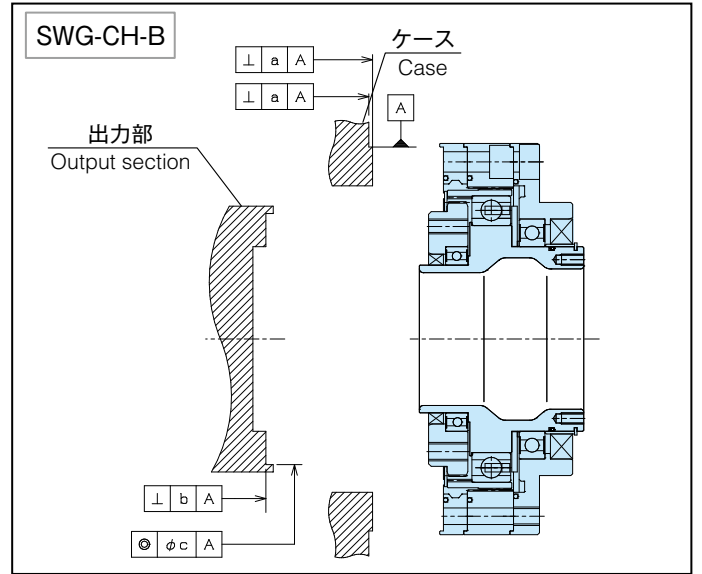 SWG-CH-B
ケース
Case
⊥ a A
⊥ a A
A
出力部
Output section
⊥ b A
◎ φc A